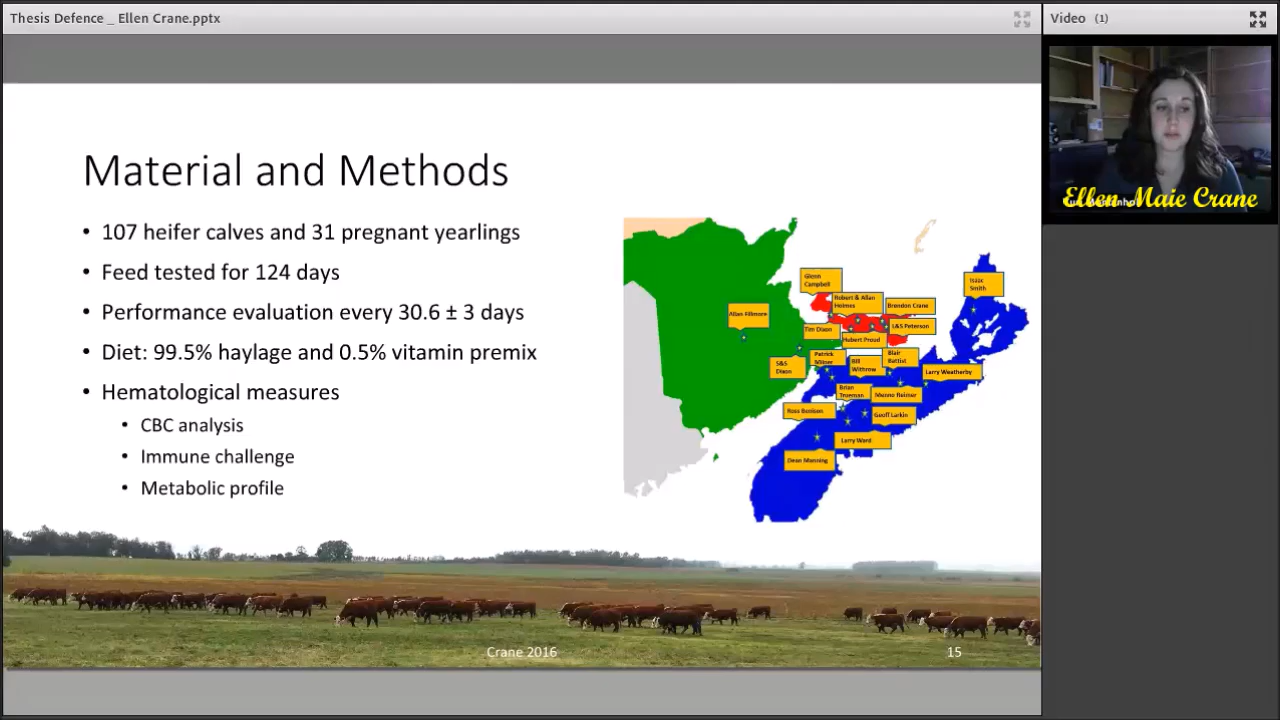 Thesis Defence _ Ellen Crane.pptx
Video (1)
Ellen Maie Crane
Material and Methods
• 107 heifer calves and 31 pregnant yearlings
• Feed tested for 124 days
• Performance evaluation every 30.6 ± 3 days
• Diet: 99.5% haylage and 0.5% vitamin premix
• Hematological measures
• CBC analysis
• Immune challenge
• Metabolic profile
Isaac
Smith
Glenn
Campbell
Robert & Allan
Holmes
Brendon Crane
Allan Fillmore
Tim Dixon
L&S Peterson
Hubert Proud
S&S
Dixon
Patrick
Milner
Bill
Withrow
Blair
Battist
Larry Weatherby
Brian
Trueman
Menno Reimer
Ross Benison
Geoff Larkin
Larry Ward
Dean Manning
Crane 2016
15